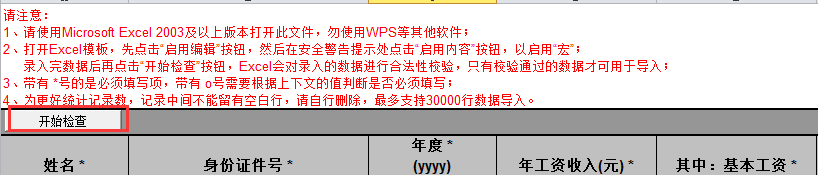 请注意：
1、请使用Microsoft Excel 2003及以上版本打开此文件，勿使用WPS等其他软件；
2、打开Excel模板，先点击“启用编辑”按钮，然后在安全警告提示处点击“启用内容”按钮，以启用“宏”；
录入完数据后再点击“开始检查”按钮，Excel会对录入的数据进行合法性校验，只有校验通过的数据才可用于导入；
3、带有 *号的是必须填写项，带有 o号需要根据上下文的值判断是否必须填写；
4、为更好统计记录数，记录中间不能留有空白行，请自行删除，最多支持30000行数据导入。
开始检查
姓名 * 身份证件号 * 年度 * 年工资收入(元) * 其中：基本工资 *
(yyyy)